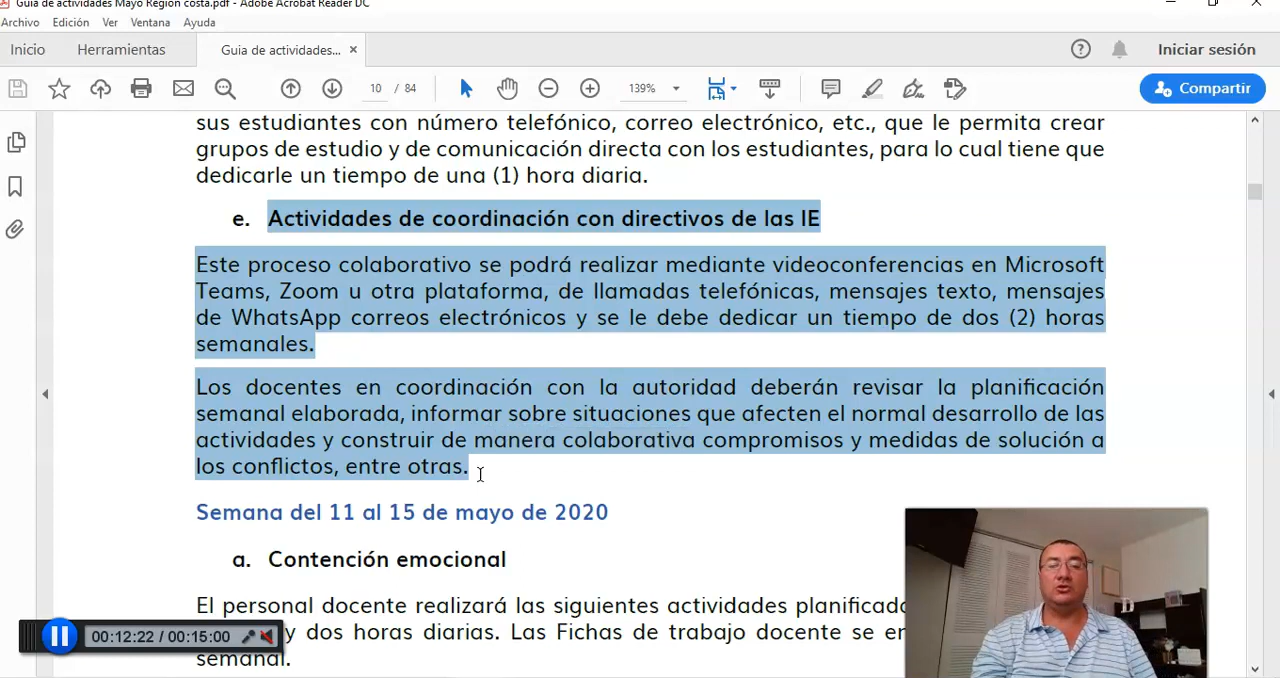 Guia de actividades Mayo Region costa.pdf - Adobe Acrobat Reader DC
Archivo Edición Ver Ventana Ayuda
Inicio Herramientas Guia de actividades... × Iniciar sesión
10 / 84 139% Compartir
sus estudiantes con número telefónico, correo electrónico, etc., que le permita crear
grupos de estudio y de comunicación directa con los estudiantes, para lo cual tiene que
dedicarle un tiempo de una (1) hora diaria.
e. Actividades de coordinación con directivos de las IE
Este proceso colaborativo se podrá realizar mediante videoconferencias en Microsoft
Teams, Zoom u otra plataforma, de llamadas telefónicas, mensajes texto, mensajes
de WhatsApp correos electrónicos y se le debe dedicar un tiempo de dos (2) horas
semanales.
Los docentes en coordinación con la autoridad deberán revisar la planificación
semanal elaborada, informar sobre situaciones que afecten el normal desarrollo de las
actividades y construir de manera colaborativa compromisos y medidas de solución a
los conflictos, entre otras.
Semana del 11 al 15 de mayo de 2020
a. Contención emocional
El personal docente realizará las siguientes actividades
y dos horas diarias. Las Fichas de trabajo docente se
semanal.
00:12:22 / 00:15:00